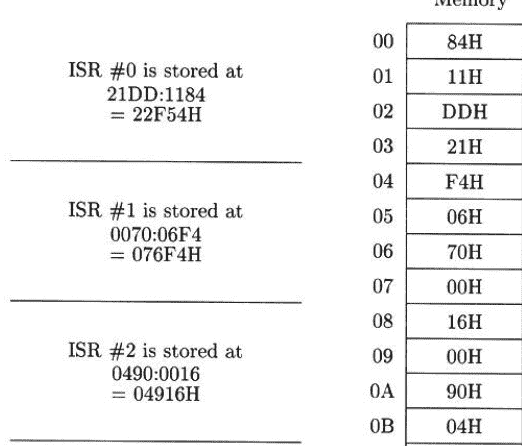 Memory
00 84H
ISR #0 is stored at
01 11H
21DD:1184
= 22F54H
02 DDH
03 21H
04 F4H
ISR #1 is stored at
05 06H
0070:06F4
= 076F4H
06 70H
07 00H
08 16H
ISR #2 is stored at
09 00H
0490:0016
= 04916H
0A 90H
0B 04H